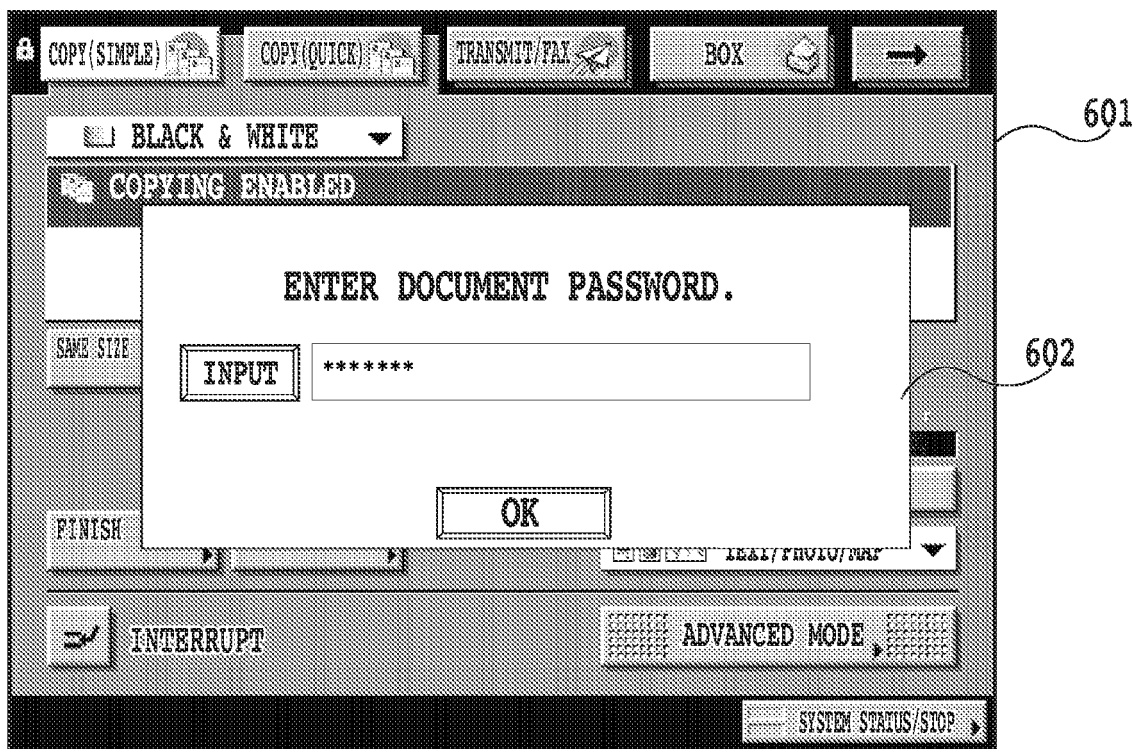 COPY(SIMPLE) COPY(QUICK) TRANSMIT/FAX BOX
601
BLACK & WHITE
COPYING ENABLED
ENTER DOCUMENT PASSWORD.
SAME SIZE
602
INPUT *******
OK
FINISH
TEXT/PHOTO/MAP
INTERRUPT ADVANCED MODE
SYSTEM STATUS/STOP